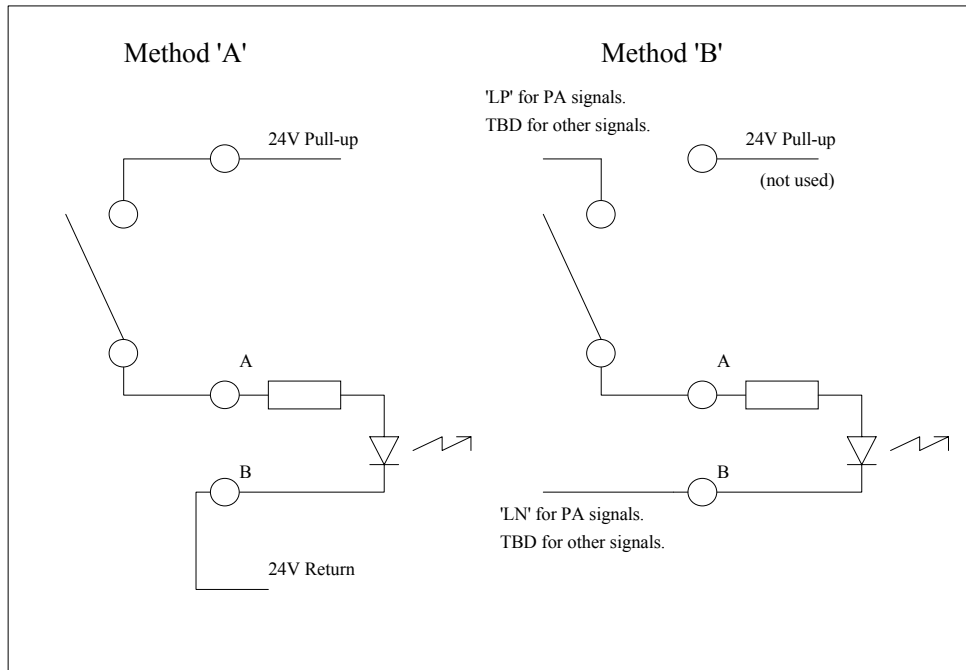 Method 'A'
24V Pull-up
A
B
24V Return
Method 'B'
'LP' for PA signals.
TBD for other signals.
24V Pull-up
(not used)
A
B
'LN' for PA signals.
TBD for other signals.